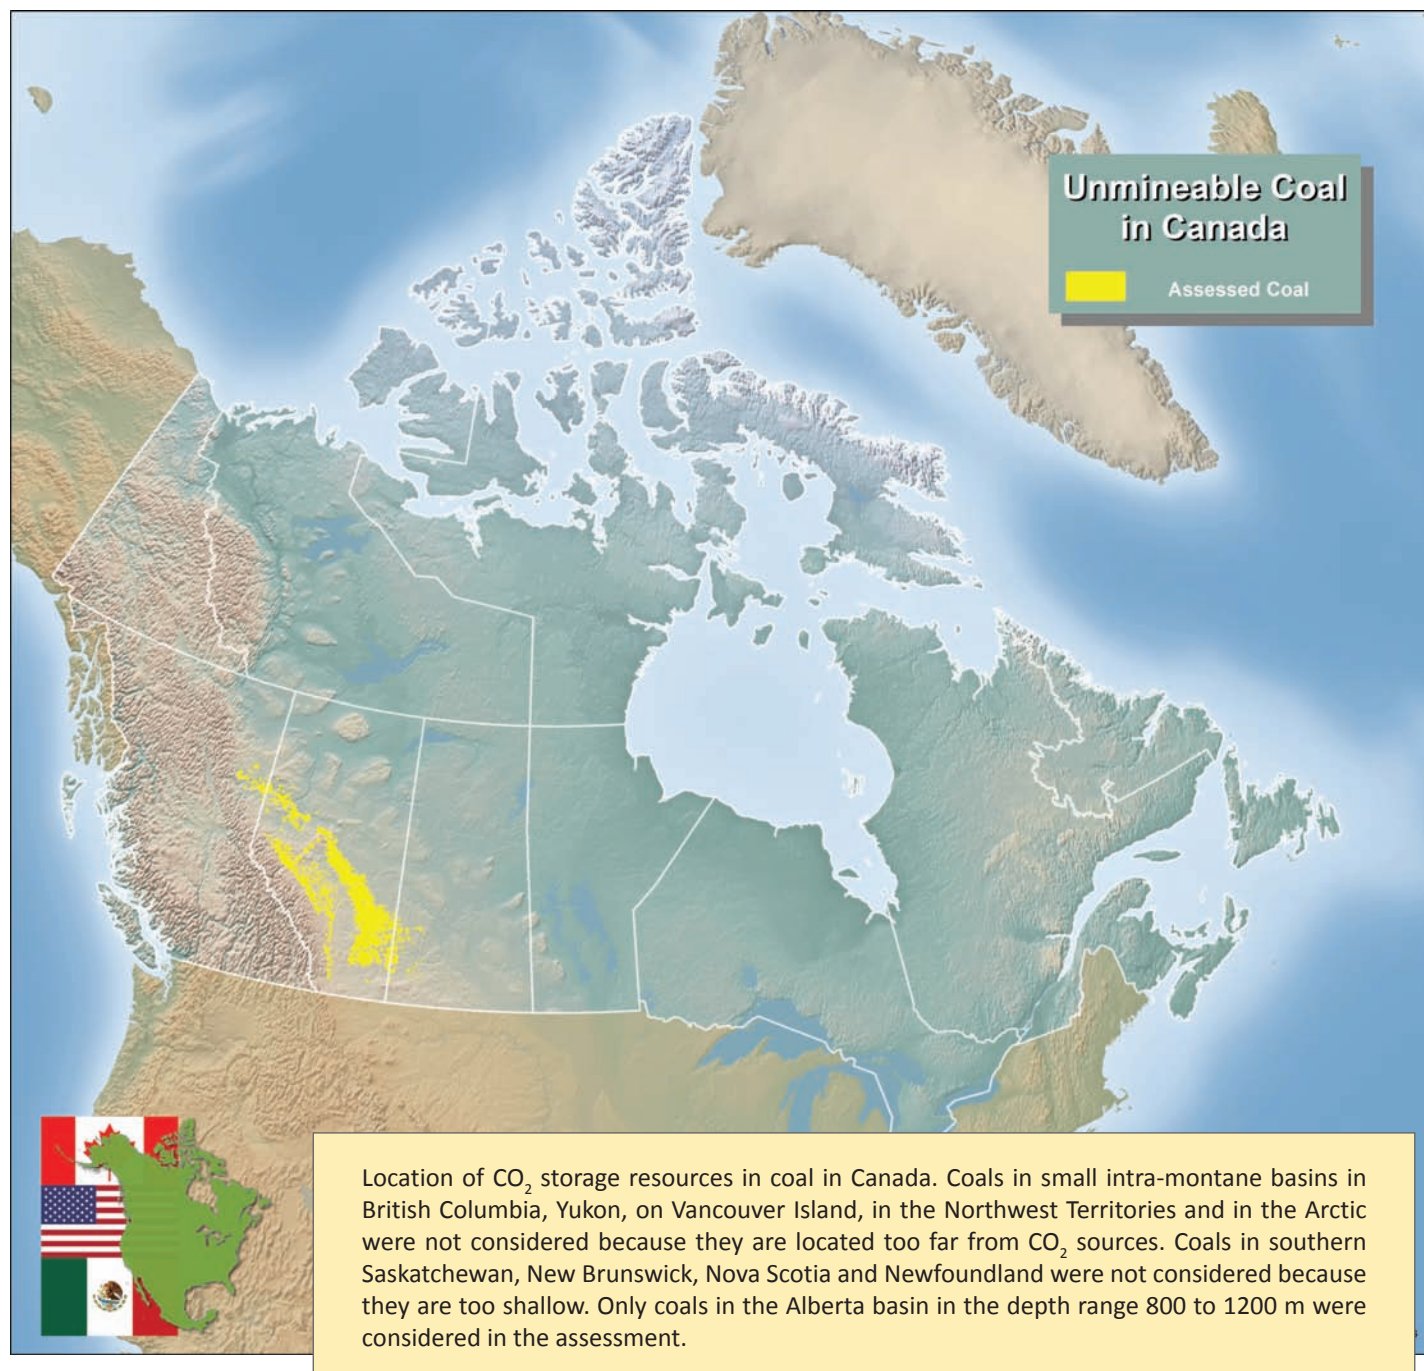 Unmineable Coal
in Canada
Assessed Coal
Location of CO₂ storage resources in coal in Canada. Coals in small intra-montane basins in
British Columbia, Yukon, on Vancouver Island, in the Northwest Territories and in the Arctic
were not considered because they are located too far from CO₂ sources. Coals in southern
Saskatchewan, New Brunswick, Nova Scotia and Newfoundland were not considered because
they are too shallow. Only coals in the Alberta basin in the depth range 800 to 1200 m were
considered in the assessment.